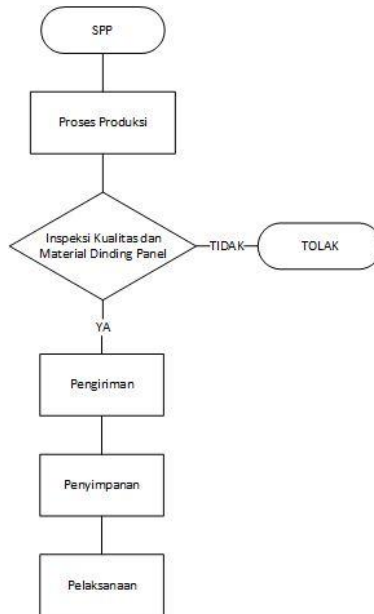 SPP
Proses Produksi
Inspeksi Kualitas dan
Material Dinding Panel
TIDAK
TOLAK
YA
Pengiriman
Penyimpanan
Pelaksanaan